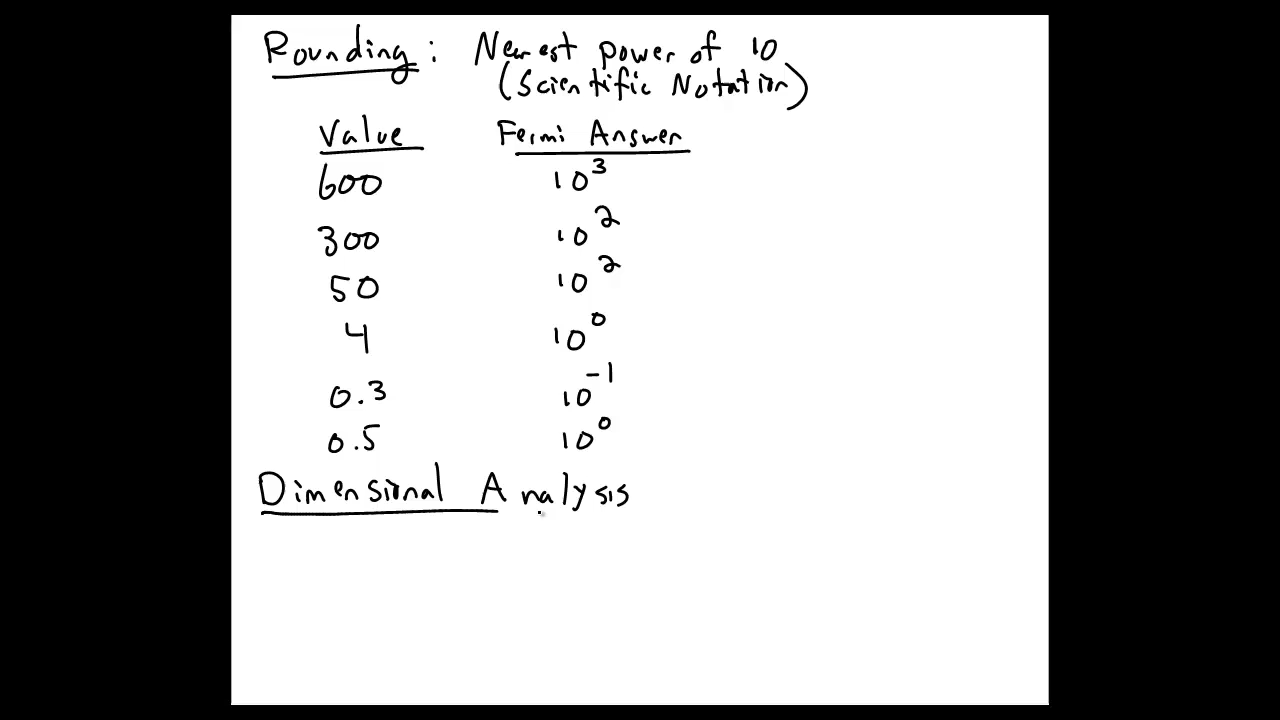 Rounding: Nearest power of 10
(Scientific Notation)
Value Fermi Answer
600 10^3
300 10^2
50 10^2
4 10^0
0.3 10^-1
0.5 10^0
Dimensional Analysis